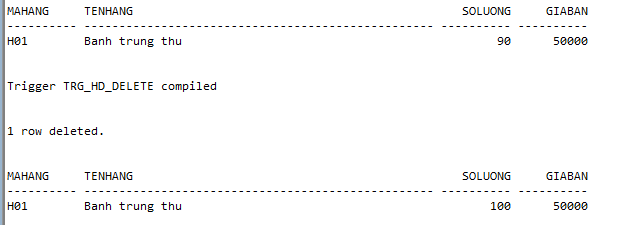 MAHANG TENHANG SOLUONG GIABAN
---------- -------------------------------------------------- ---------- ----------
H01 Banh trung thu 90 50000
Trigger TRG_HD_DELETE compiled
1 row deleted.
MAHANG TENHANG SOLUONG GIABAN
---------- -------------------------------------------------- ---------- ----------
H01 Banh trung thu 100 50000